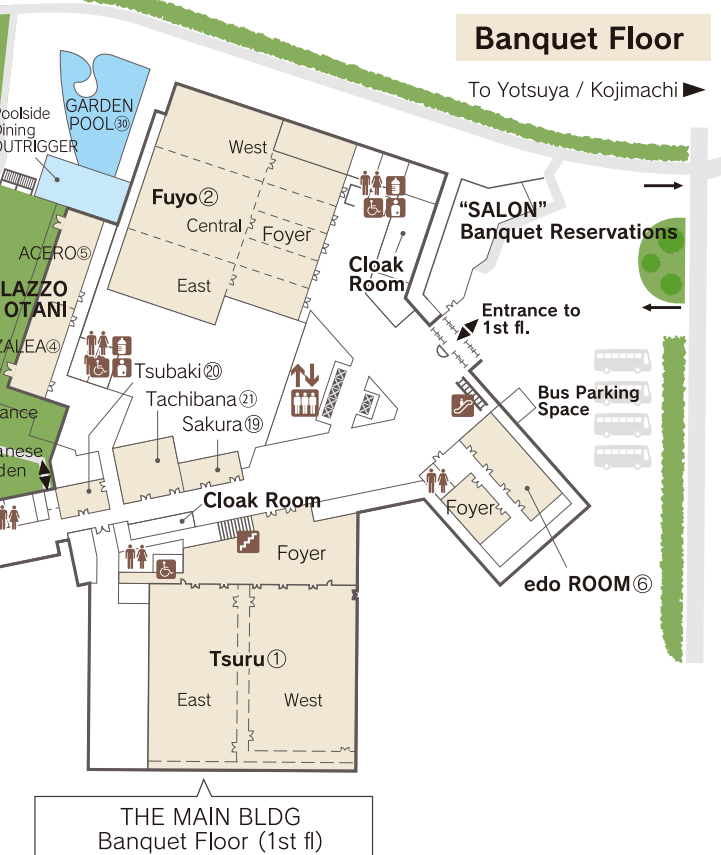 Banquet Floor
To Yotsuya / Kojimachi ▶
GARDEN
POOL㉚
Poolside
Dining
OUTRIGGER
West
Fuyo②
Central
Foyer
East
"SALON"
Banquet Reservations
Cloak
Room
ACERO⑤
LAZZO
OTANI
ZALEA④
Entrance to
1st fl.
Tsubaki⑳
Tachibana㉑
Sakura⑲
Bus Parking
Space
ance
anese
den
Cloak Room
Foyer
Foyer
edo ROOM⑥
Tsuru①
East
West
THE MAIN BLDG
Banquet Floor (1st fl)